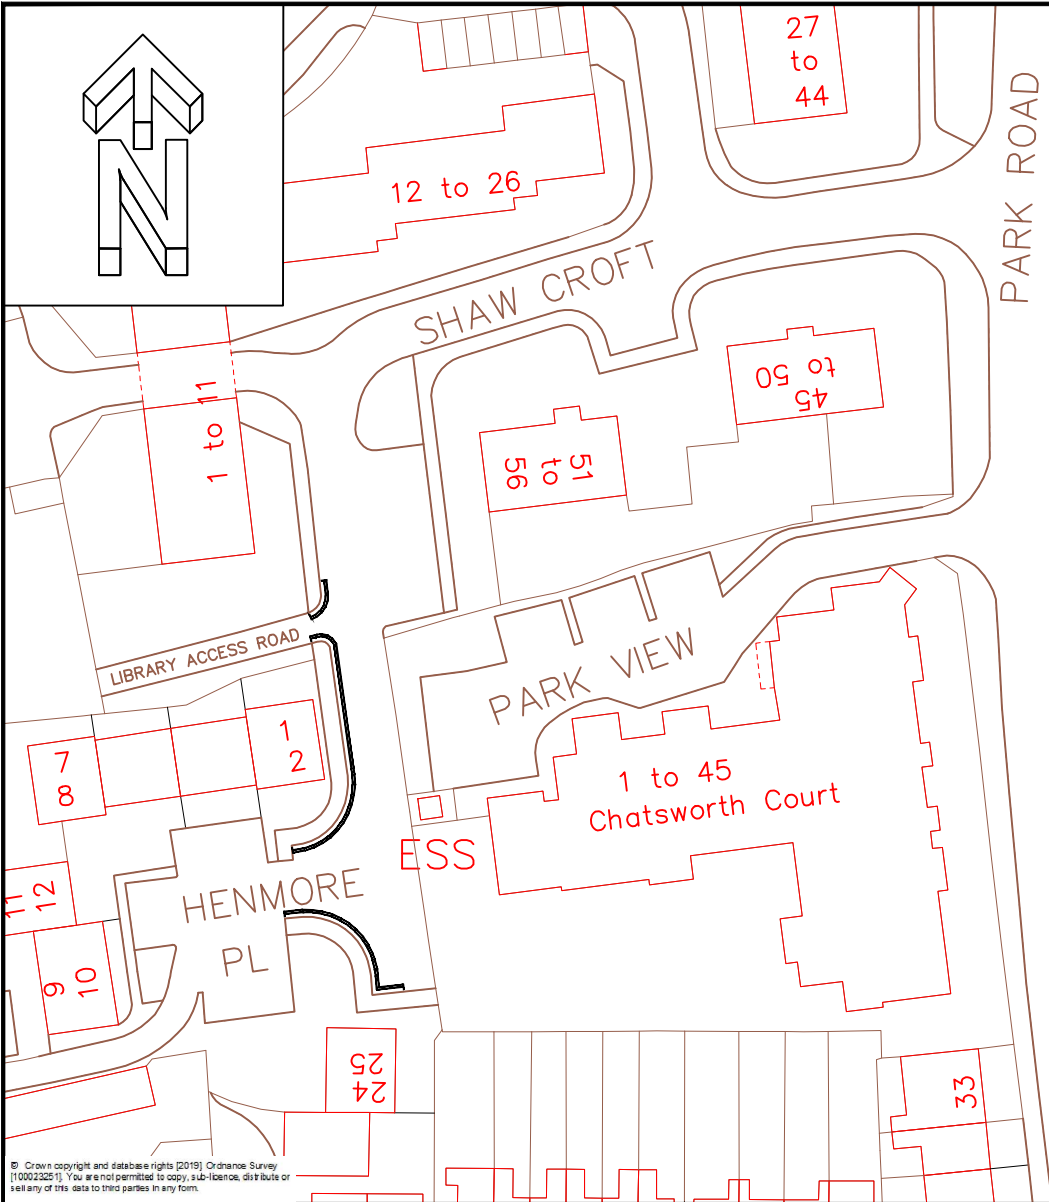 N
27
to
44
PARK ROAD
12 to 26
SHAW CROFT
1 to 11
45
to 50
51
to
56
LIBRARY ACCESS ROAD
PARK VIEW
1
2
7
8
1 to 45
Chatsworth Court
ESS
HENMORE
PL
11
12
9
10
24
25
33
© Crown copyright and database rights [2019] Ordnance Survey
[100023251]. You are not permitted to copy, sub-licence, distribute or
sell any of this data to third parties in any form.